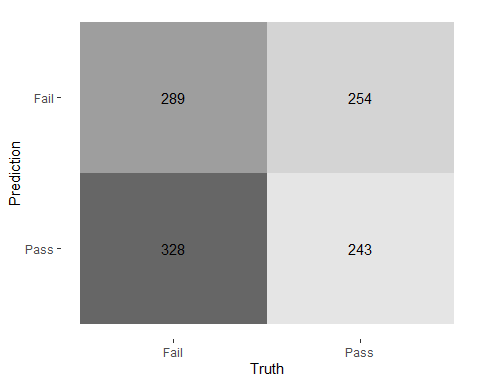 Prediction
Fail
289
254
Pass
328
243
Fail
Pass
Truth